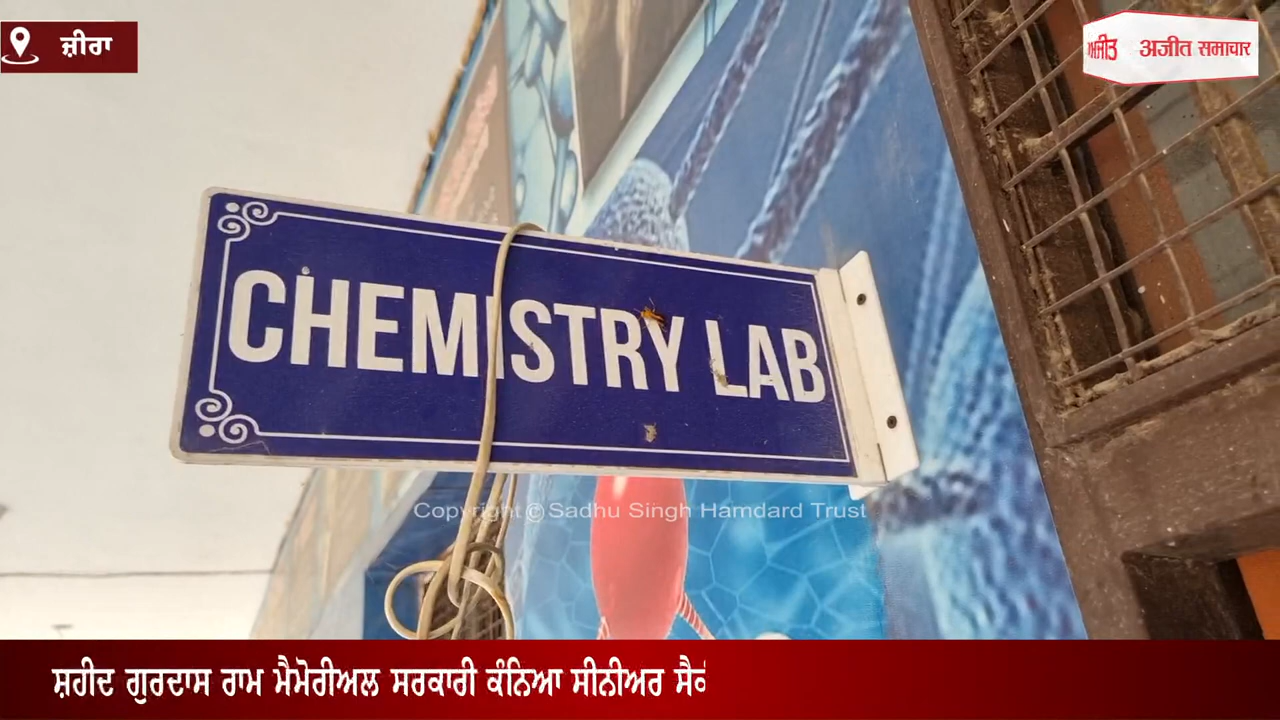 ਜ਼ੀਰਾ
ਅਜੀਤ
अजीत समाचार
CHEMISTRY LAB
Copyright © Sadhu Singh Hamdard Trust
ਸ਼ਹੀਦ ਗੁਰਦਾਸ ਰਾਮ ਮੈਮੋਰੀਅਲ ਸਰਕਾਰੀ ਕੰਨਿਆ ਸੀਨੀਅਰ